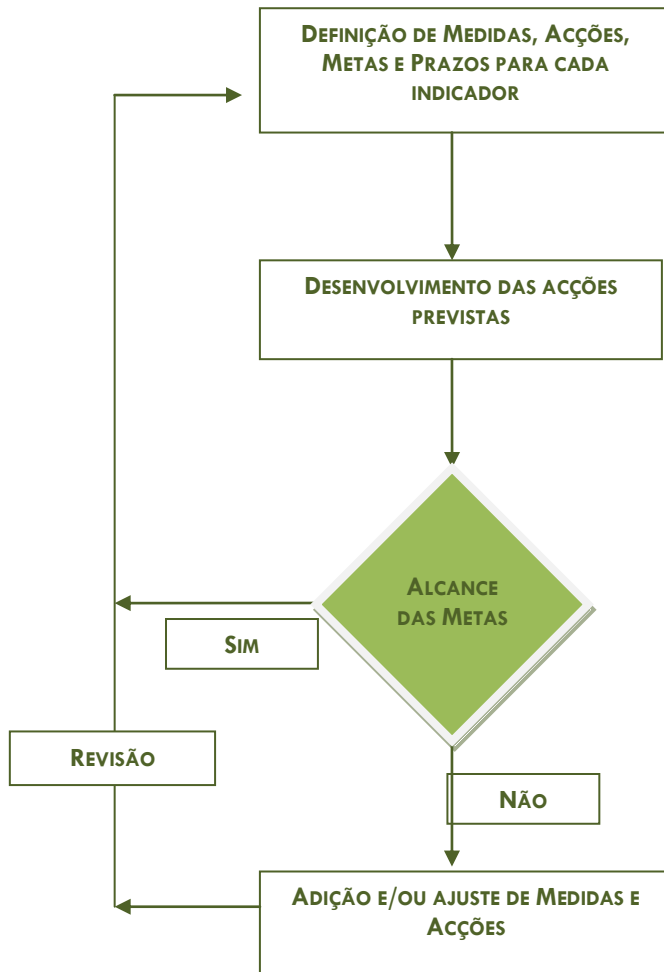 DEFINIÇÃO DE MEDIDAS, ACÇÕES,
METAS E PRAZOS PARA CADA
INDICADOR
DESENVOLVIMENTO DAS ACÇÕES
PREVISTAS
ALCANCE
DAS METAS
SIM
REVISÃO
NÃO
ADIÇÃO E/OU AJUSTE DE MEDIDAS E
ACÇÕES